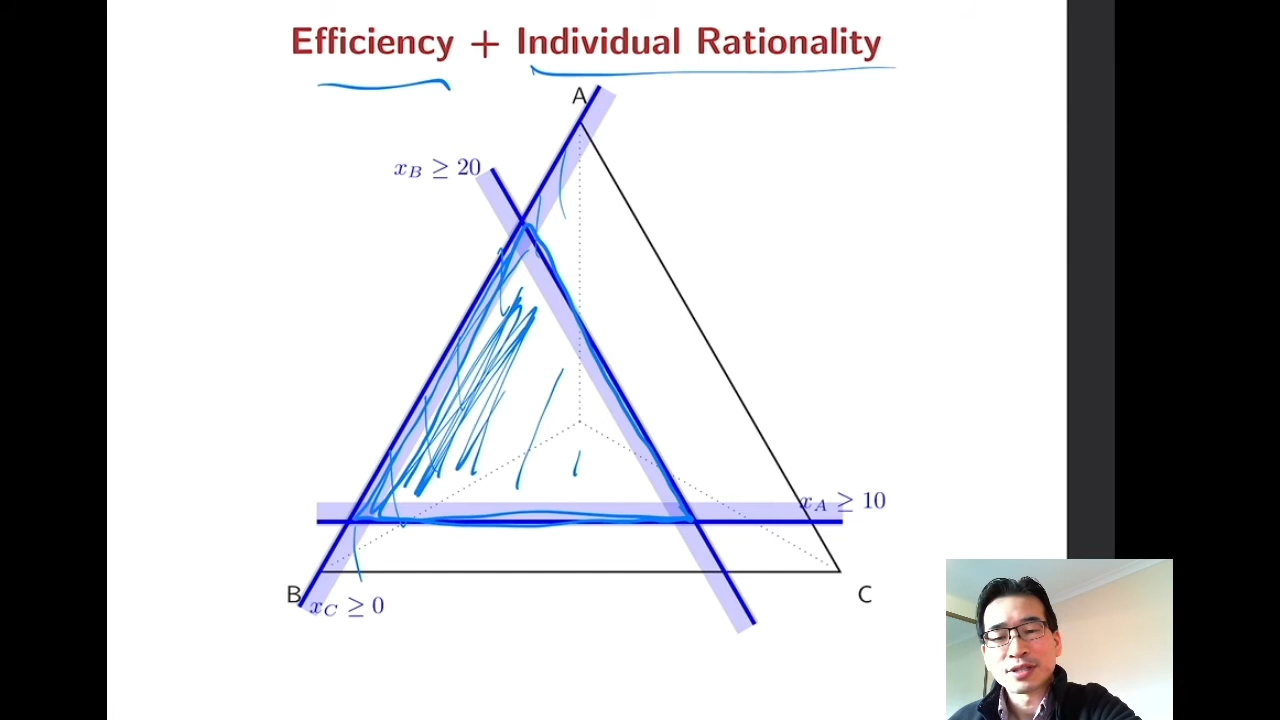 Efficiency + Individual Rationality
A
x_B ≥ 20
x_A ≥ 10
B
C
x_C ≥ 0